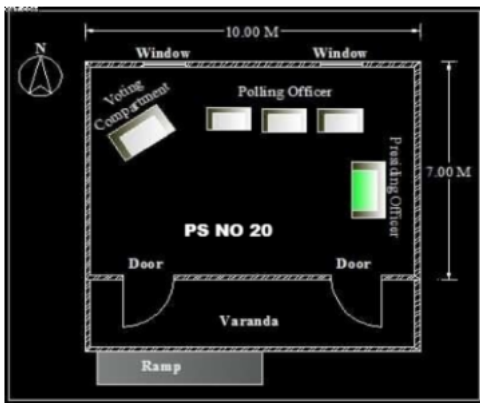 10.00 M
N
Window Window
Voting
Compartment
Polling Officer
Presiding Officer
7.00 M
PS NO 20
Door Door
Varanda
Ramp